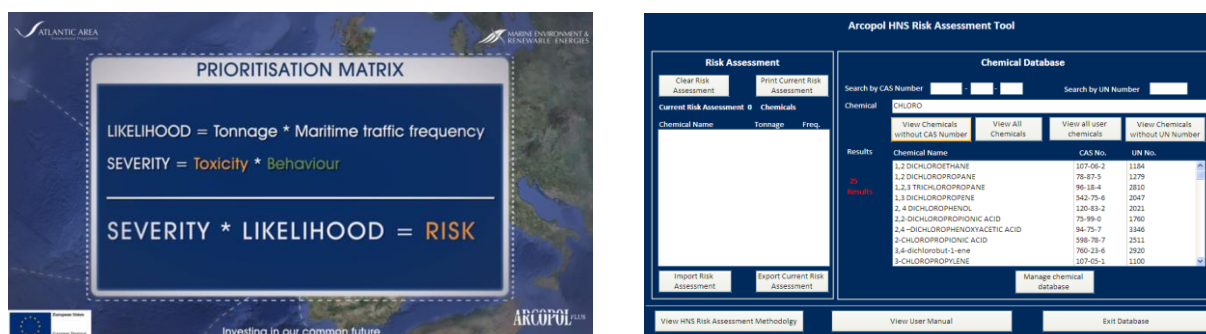 ATLANTIC AREA
Transnational Programme
MARINE ENVIRONMENT &
RENEWABLE ENERGIES
PRIORITISATION MATRIX
LIKELIHOOD = Tonnage * Maritime traffic frequency
SEVERITY = Toxicity * Behaviour
SEVERITY * LIKELIHOOD = RISK
European Union
Investing in our common future
ARCOPOL PLUS
Arcopol HNS Risk Assessment Tool
Risk Assessment
Clear Risk
Assessment
Print Current Risk
Assessment
Current Risk Assessment 0 Chemicals
Chemical Name Tonnage Freq.
Import Risk
Assessment
Export Current Risk
Assessment
Chemical Database
Search by CAS Number - - Search by UN Number
Chemical CHLORO
View Chemicals
without CAS Number
View All
Chemicals
View all user
chemicals
View Chemicals
without UN Number
Results Chemical Name CAS No. UN No.
25
Results
1,2 DICHLOROETHANE 107-06-2 1184
1,2 DICHLOROPROPANE 78-87-5 1279
1,2,3 TRICHLOROPROPANE 96-18-4 2810
1,3 DICHLOROPROPENE 542-75-6 2047
2, 4 DICHLOROPHENOL 120-83-2 2021
2,2-DICHLOROPROPIONIC ACID 75-99-0 1760
2,4 –DICHLOROPHENOXYACETIC ACID 94-75-7 3346
2-CHLOROPROPIONIC ACID 598-78-7 2511
3,4-dichlorobut-1-ene 760-23-6 2920
3-CHLOROPROPYLENE 107-05-1 1100
Manage chemical
database
View HNS Risk Assessment Methodolgy
View User Manual
Exit Database